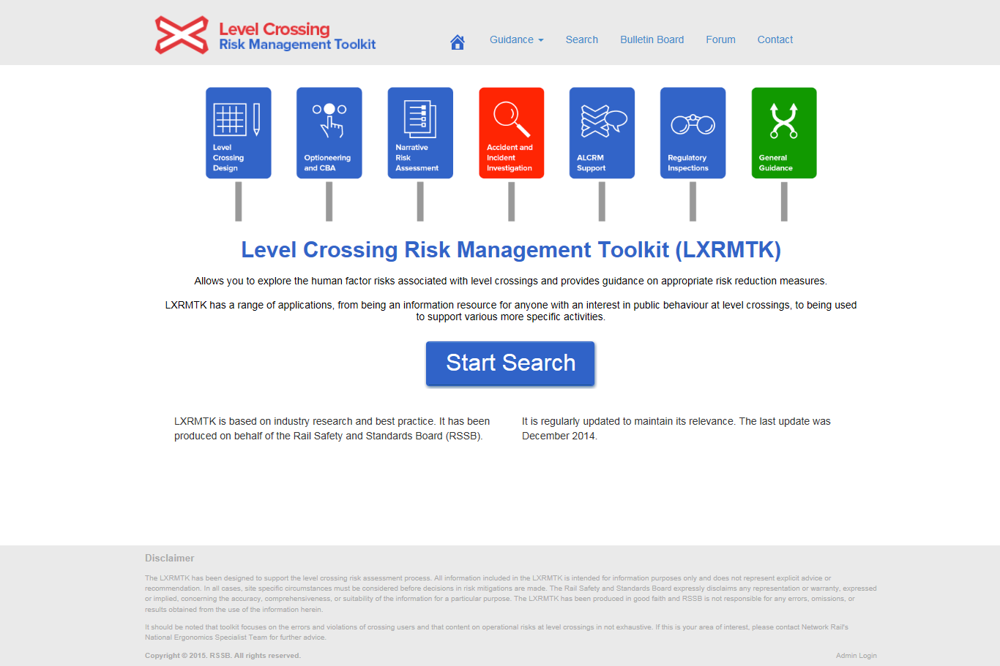 Level Crossing
Risk Management Toolkit
Guidance
Search
Bulletin Board
Forum
Contact
Level
Crossing
Design
Optioneering
and CBA
Narrative
Risk
Assessment
Accident and
Incident
Investigation
ALCRM
Support
Regulatory
Inspections
General
Guidance
Level Crossing Risk Management Toolkit (LXRMTK)
Allows you to explore the human factor risks associated with level crossings and provides guidance on appropriate risk reduction measures.
LXRMTK has a range of applications, from being an information resource for anyone with an interest in public behaviour at level crossings, to being used
to support various more specific activities.
Start Search
LXRMTK is based on industry research and best practice. It has been
produced on behalf of the Rail Safety and Standards Board (RSSB).
It is regularly updated to maintain its relevance. The last update was
December 2014.
Disclaimer
The LXRMTK has been designed to support the level crossing risk assessment process. All information included in the LXRMTK is intended for information purposes only and does not represent explicit advice or
recommendation. In all cases, site specific circumstances must be considered before decisions in risk mitigations are made. The Rail Safety and Standards Board expressly disclaims any representation or warranty, expressed
or implied, concerning the accuracy, comprehensiveness, or suitability of the information for a particular purpose. The LXRMTK has been produced in good faith and RSSB is not responsible for any errors, omissions, or
results obtained from the use of the information herein.
It should be noted that toolkit focuses on the errors and violations of crossing users and that content on operational risks at level crossings in not exhaustive. If this is your area of interest, please contact Network Rail's
National Ergonomics Specialist Team for further advice.
Copyright © 2015. RSSB. All rights reserved.
Admin Login